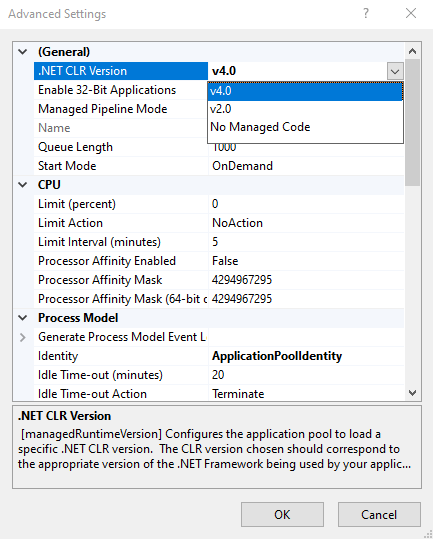 Advanced Settings
(General)
.NET CLR Version v4.0
Enable 32-Bit Applications v4.0
Managed Pipeline Mode v2.0
Name No Managed Code
Queue Length 1000
Start Mode OnDemand
CPU
Limit (percent) 0
Limit Action NoAction
Limit Interval (minutes) 5
Processor Affinity Enabled False
Processor Affinity Mask 4294967295
Processor Affinity Mask (64-bit 4294967295
Process Model
Generate Process Model Event L
Identity ApplicationPoolIdentity
Idle Time-out (minutes) 20
Idle Time-out Action Terminate
.NET CLR Version
[managedRuntimeVersion] Configures the application pool to load a
specific .NET CLR version. The CLR version chosen should correspond to
the appropriate version of the .NET Framework being used by your applic...
OK Cancel